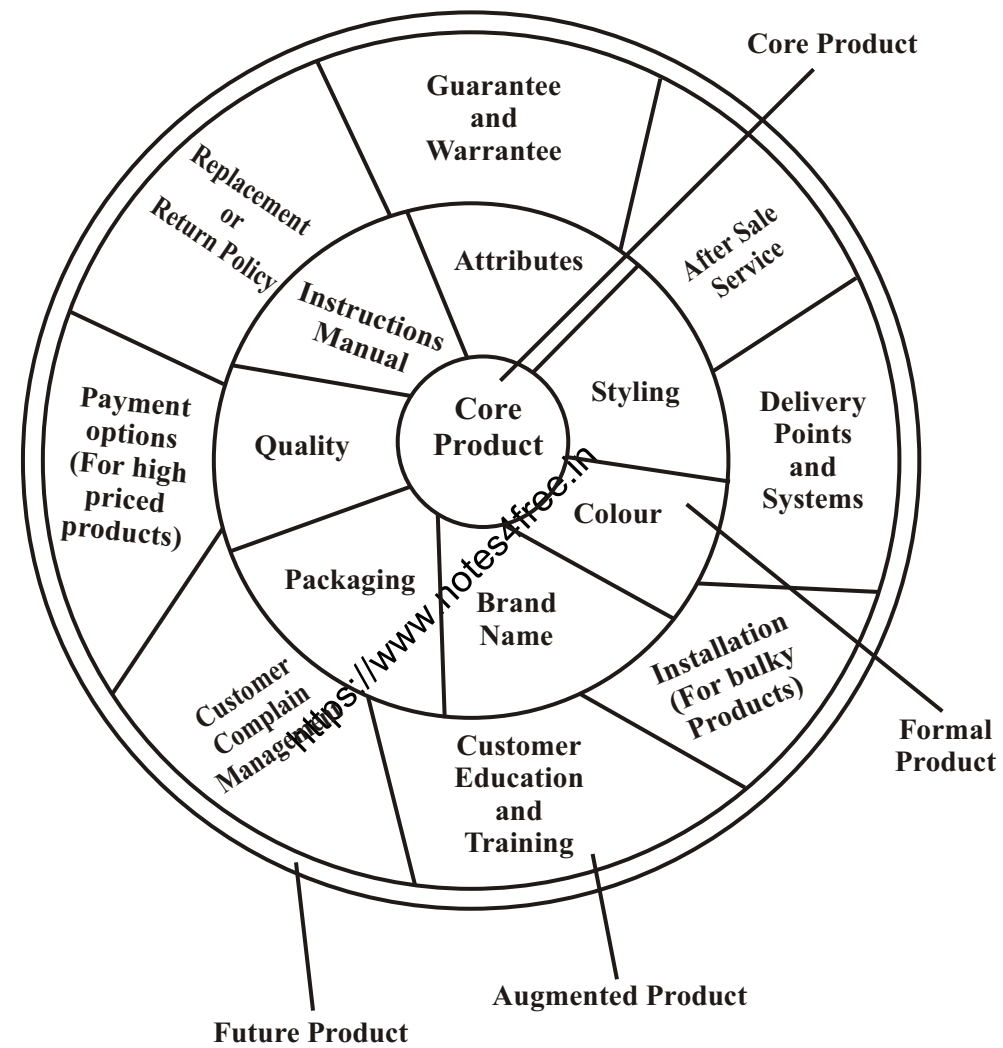 Core Product
Guarantee
and
Warrantee
Replacement
or
Return Policy
After Sale
Service
Attributes
Instructions
Manual
Styling
Core
Product
Payment
options
(For high
priced
products)
Quality
Delivery
Points
and
Systems
Colour
Packaging
Brand
Name
https://www.notes4free.in
Installation
(For bulky
Products)
Customer
Complain
Customer
Education
and
Training
Formal
Product
Augmented Product
Future Product